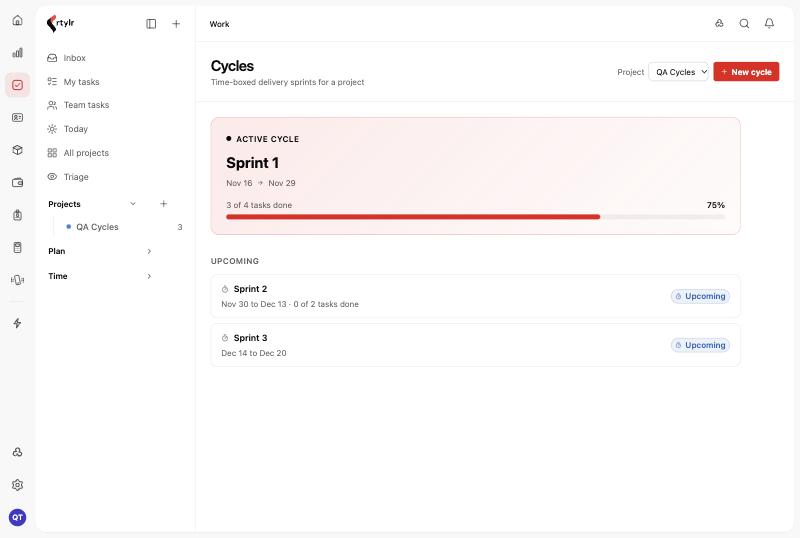 rtylr
Inbox
My tasks
Team tasks
Today
All projects
Triage
Projects
QA Cycles 3
Plan
Time
QT
Work
Cycles
Time-boxed delivery sprints for a project
Project QA Cycles + New cycle
ACTIVE CYCLE
Sprint 1
Nov 16 → Nov 29
3 of 4 tasks done 75%
UPCOMING
Sprint 2
Nov 30 to Dec 13 · 0 of 2 tasks done
Upcoming
Sprint 3
Dec 14 to Dec 20
Upcoming